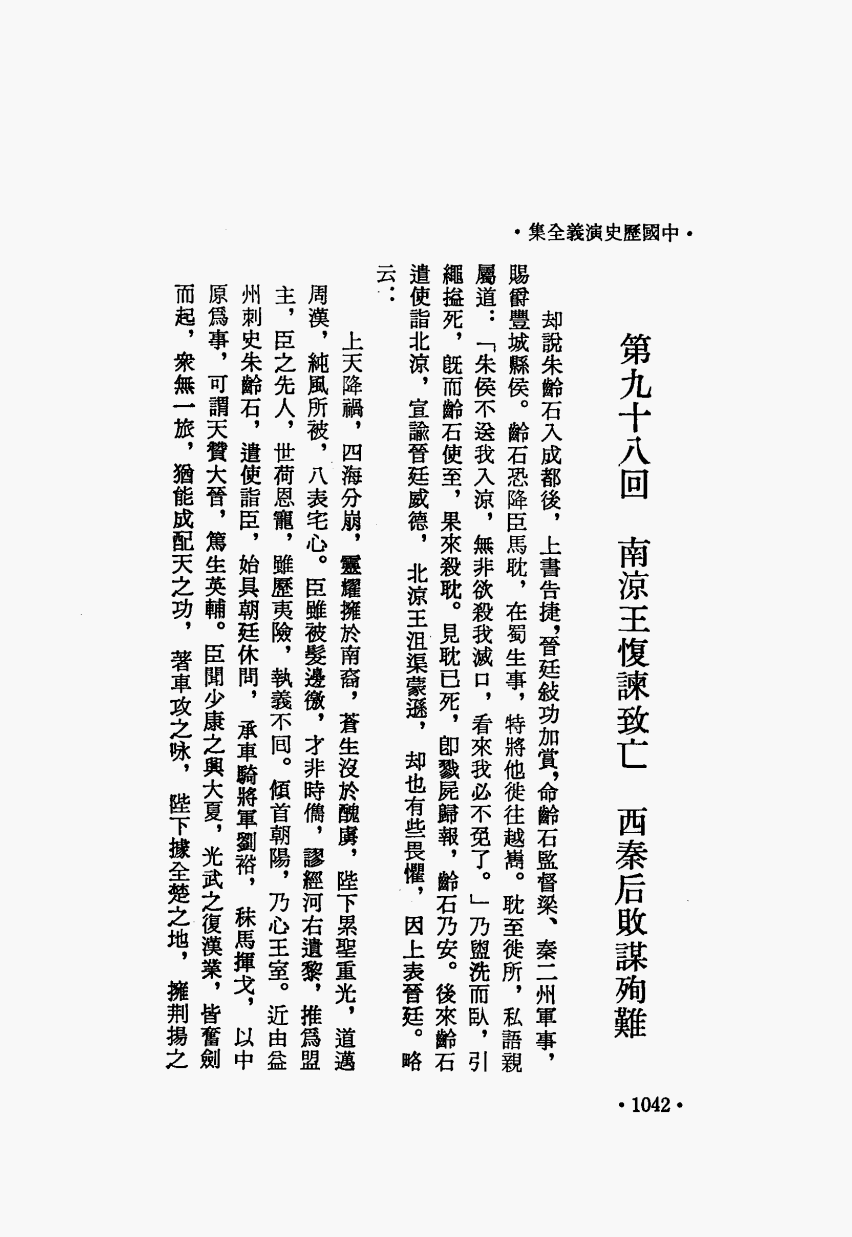 •中國歷史演義全集•
第九十八回　南涼王愎諫致亡　西秦后敗謀殉難
却說朱齡石入成都後，上書告捷，晉廷敍功加賞，命齡石監督梁、秦二州軍事，
賜爵豐城縣侯。齡石恐降臣馬耽，在蜀生事，特將他徙往越巂。耽至徙所，私語親
屬道：「朱侯不送我入涼，無非欲殺我滅口，看來我必不免了。」乃盥洗而臥，引
繩搤死，旣而齡石使至，果來殺耽。見耽已死，卽戮屍歸報，齡石乃安。後來齡石
遣使詣北涼，宣諭晉廷威德，北涼王沮渠蒙遜，却也有些畏懼，因上表晉廷。略
云：
上天降禍，四海分崩，靈耀擁於南裔，蒼生沒於醜虜，陛下累聖重光，道邁
周漢，純風所被，八表宅心。臣雖被髮邊徼，才非時儁，謬經河右遺黎，推爲盟
主，臣之先人，世荷恩寵，雖歷夷險，執義不囘。傾首朝陽，乃心王室。近由益
州刺史朱齡石，遣使詣臣，始具朝廷休問，承車騎將軍劉裕，秣馬揮戈，以中
原爲事，可謂天贊大晉，篤生英輔。臣聞少康之興大夏，光武之復漢業，皆奮劍
而起，衆無一旅，猶能成配天之功，著車攻之咏，陛下據全楚之地，擁荆揚之
•1042•